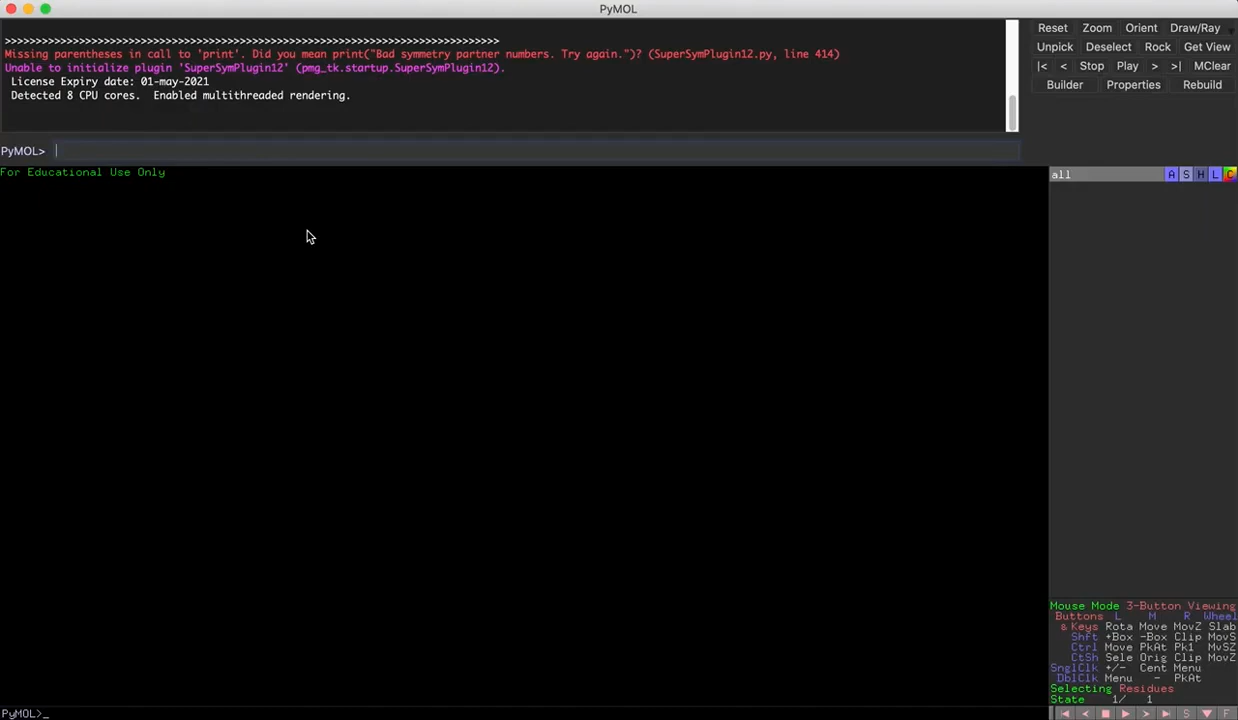 PyMOL
>>>>>>>>>>>>>>>>>>>>>>>>>>>>>>>>>>>>>>>>>>>>>>>>>>>>>>>>>>>>>>>>>>>>>>>>>>>>>>>>
Missing parentheses in call to 'print'. Did you mean print("Bad symmetry partner numbers. Try again.")? (SuperSymPlugin12.py, line 414)
Unable to initialize plugin 'SuperSymPlugin12' (pmg_tk.startup.SuperSymPlugin12).
License Expiry date: 01-may-2021
Detected 8 CPU cores.  Enabled multithreaded rendering.
Reset Zoom Orient Draw/Ray
Unpick Deselect Rock Get View
|< < Stop Play > >| MClear
Builder Properties Rebuild
PyMOL>
For Educational Use Only
all A S H L C
Mouse Mode 3-Button Viewing
Buttons L M R Wheel
& Keys Rota Move MovZ Slab
Shft +Box -Box Clip MovS
Ctrl Move PkAt Pk1 MvSZ
CtSh Sele Orig Clip MovZ
SnglClk +/- Cent Menu
DblClk Menu - PkAt
Selecting Residues
State 1/ 1
PyMOL>_
S F